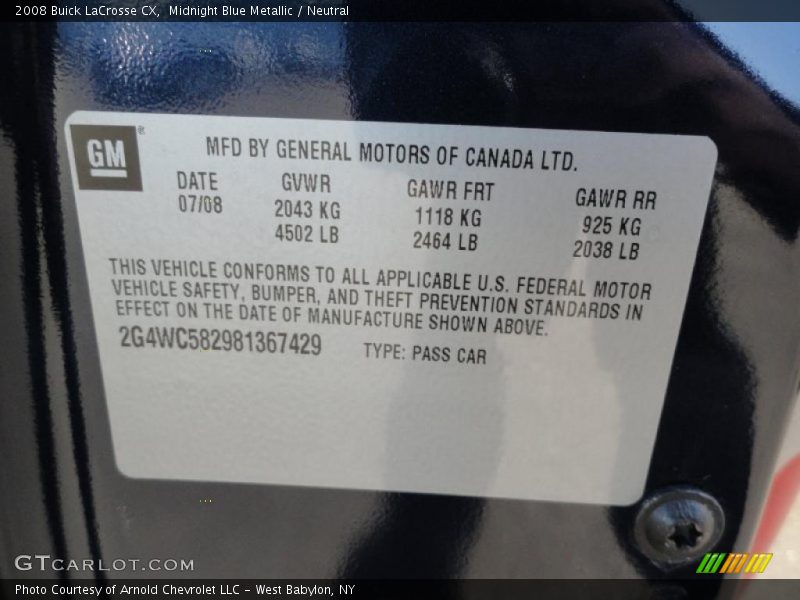 2008 Buick LaCrosse CX, Midnight Blue Metallic / Neutral
GM ®
MFD BY GENERAL MOTORS OF CANADA LTD.
DATE GVWR GAWR FRT GAWR RR
07/08 2043 KG 1118 KG 925 KG
4502 LB 2464 LB 2038 LB
THIS VEHICLE CONFORMS TO ALL APPLICABLE U.S. FEDERAL MOTOR
VEHICLE SAFETY, BUMPER, AND THEFT PREVENTION STANDARDS IN
EFFECT ON THE DATE OF MANUFACTURE SHOWN ABOVE.
2G4WC582981367429 TYPE: PASS CAR
GTCARLOT.COM
Photo Courtesy of Arnold Chevrolet LLC - West Babylon, NY